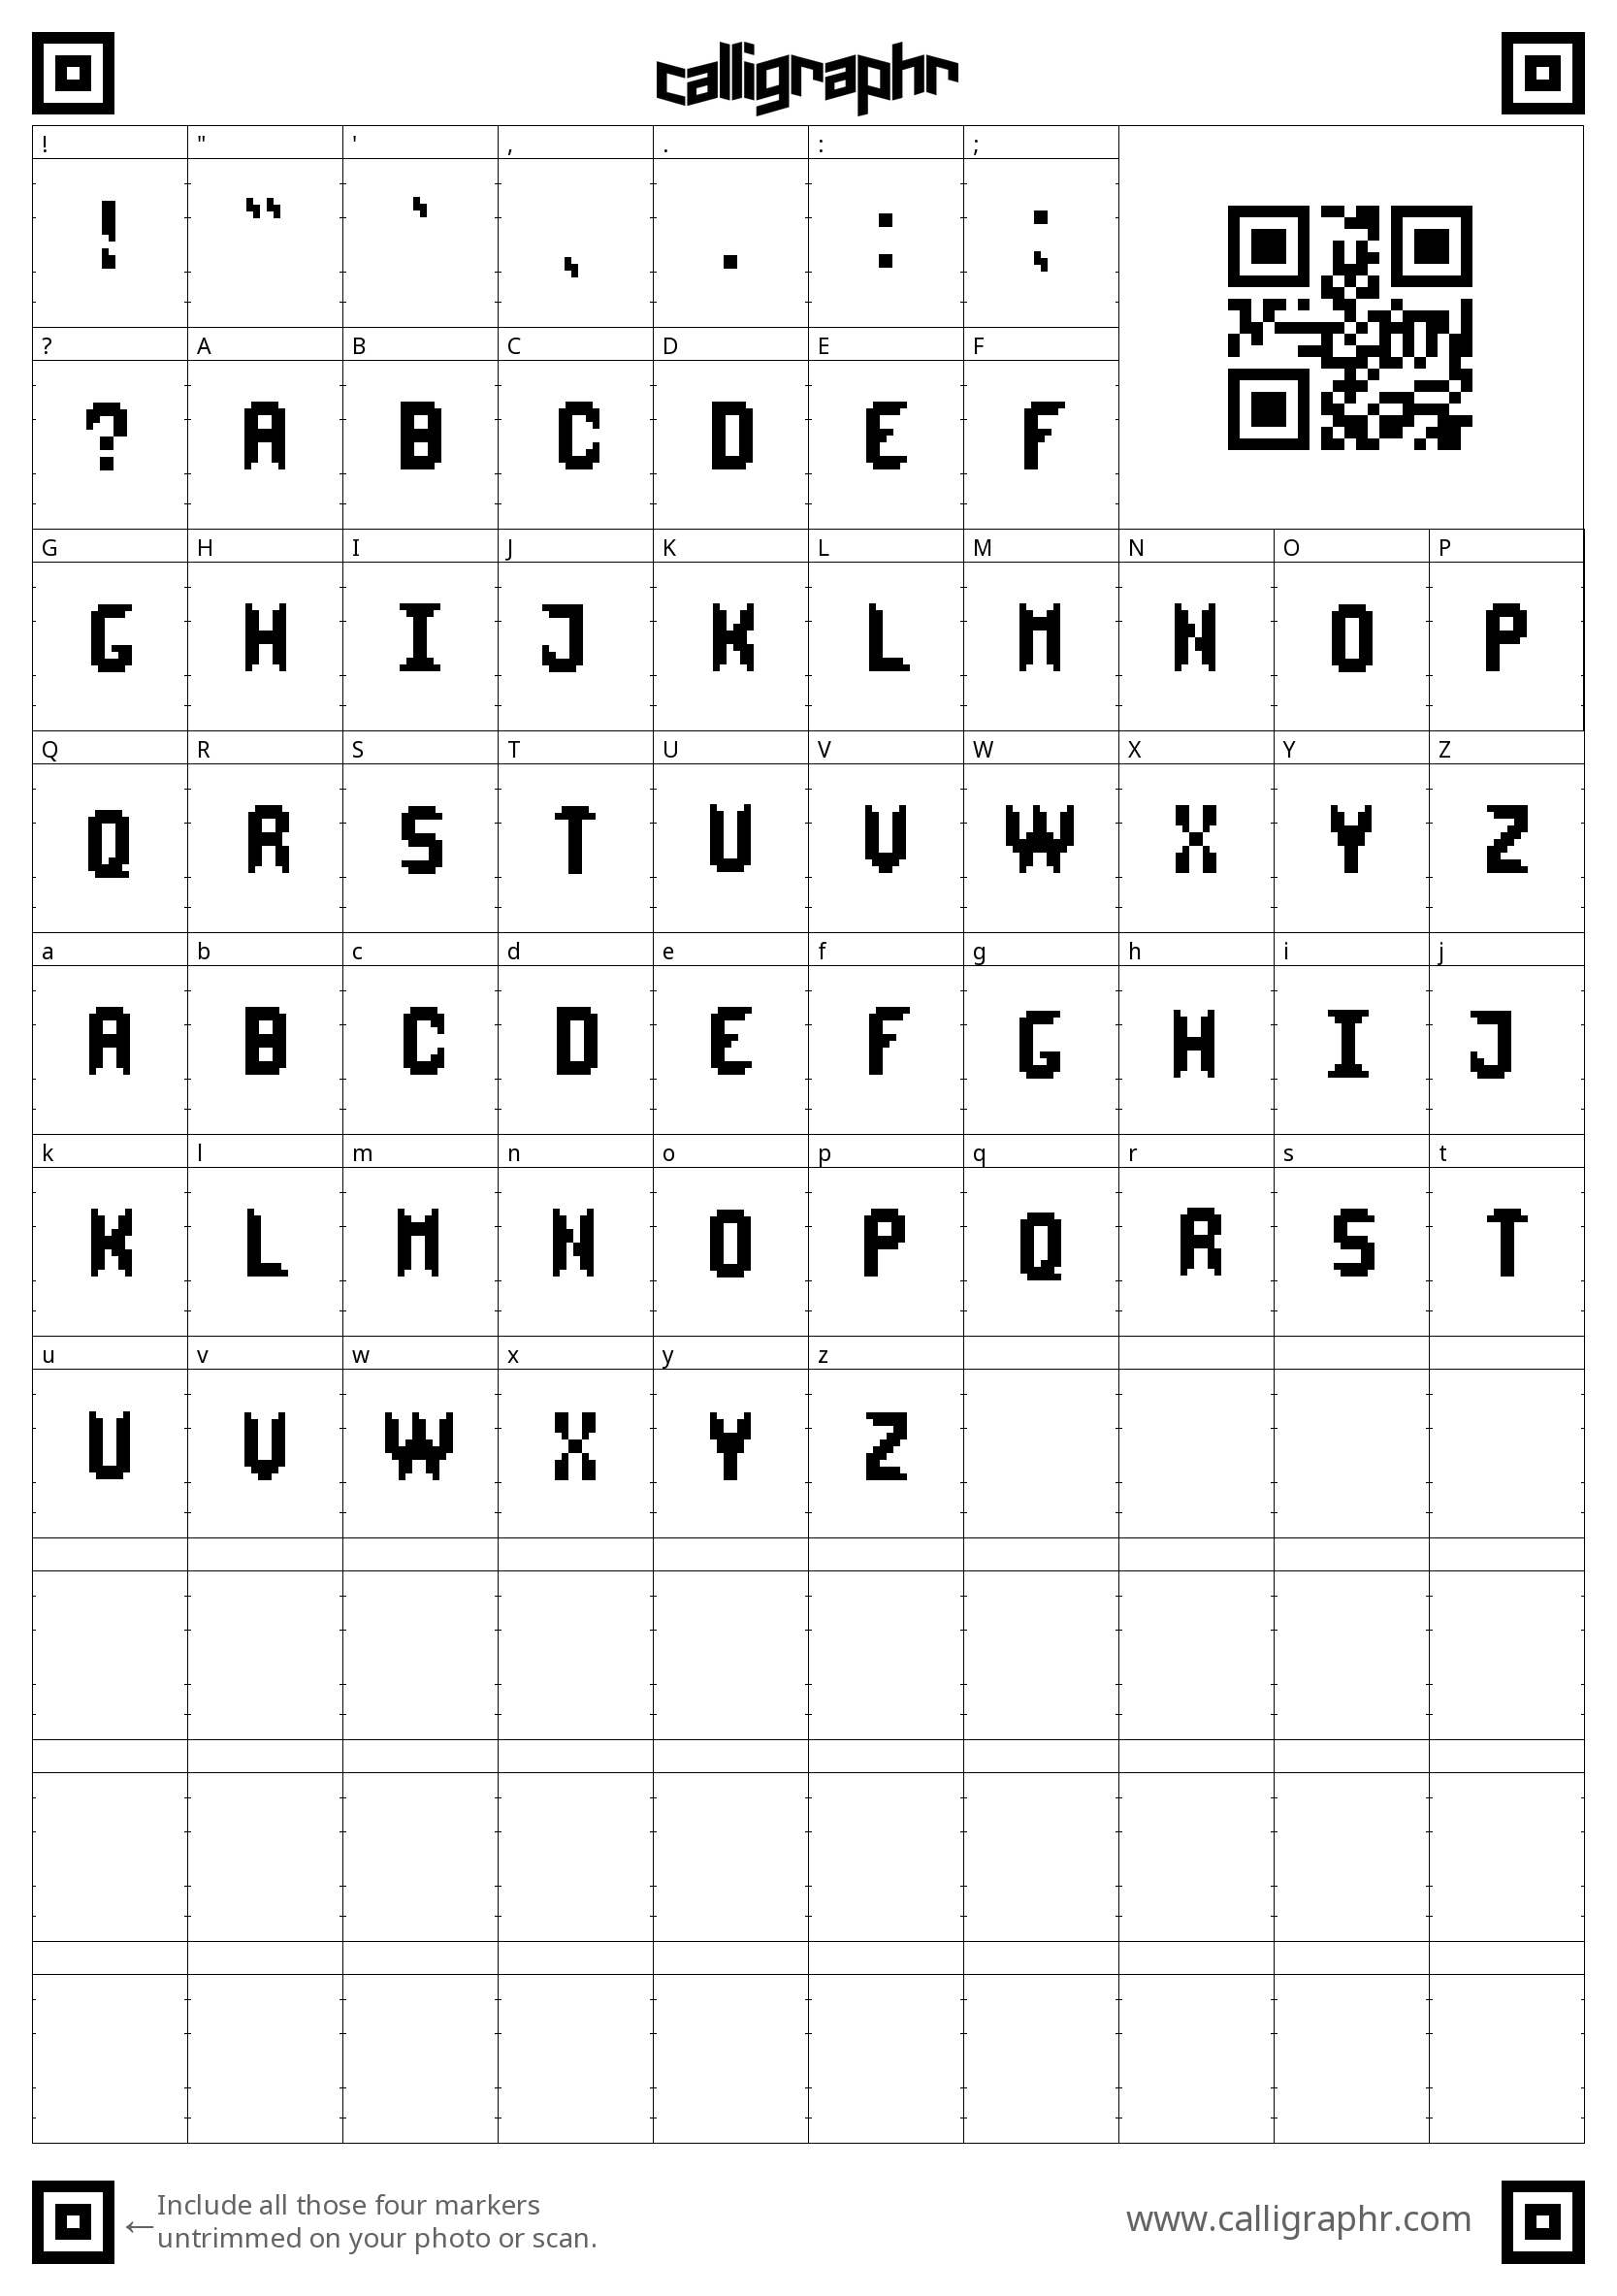 calligraphr
! " ' , . : ;
! " ' , . : ;
? A B C D E F
? A B C D E F
G H I J K L M N O P
G H I J K L M N O P
Q R S T U V W X Y Z
Q R S T U V W X Y Z
a b c d e f g h i j
A B C D E F G H I J
k l m n o p q r s t
K L M N O P Q R S T
u v w x y z
U V W X Y Z
←Include all those four markers
untrimmed on your photo or scan.
www.calligraphr.com